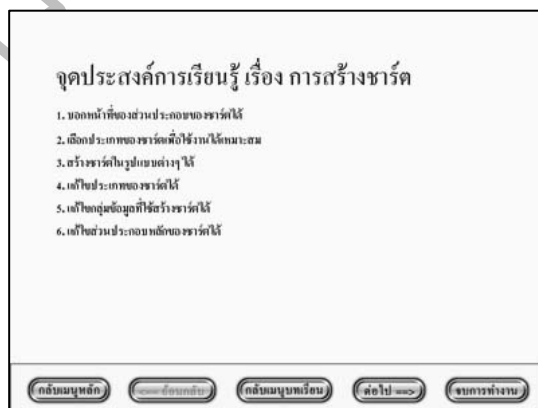 จุดประสงค์การเรียนรู้ เรื่อง การสร้างชาร์ต
1. บอกหน้าที่ของส่วนประกอบของชาร์ตได้
2. เลือกประเภทของชาร์ตเพื่อใช้งานได้เหมาะสม
3. สร้างชาร์ตในรูปแบบต่างๆ ได้
4. แก้ไขประเภทของชาร์ตได้
5. แก้ไขกลุ่มข้อมูลที่ใช้สร้างชาร์ตได้
6. แก้ไขส่วนประกอบหลักของชาร์ตได้
กลับเมนูหลัก <== ย้อนกลับ กลับเมนูบทเรียน ต่อไป ==> จบการทำงาน